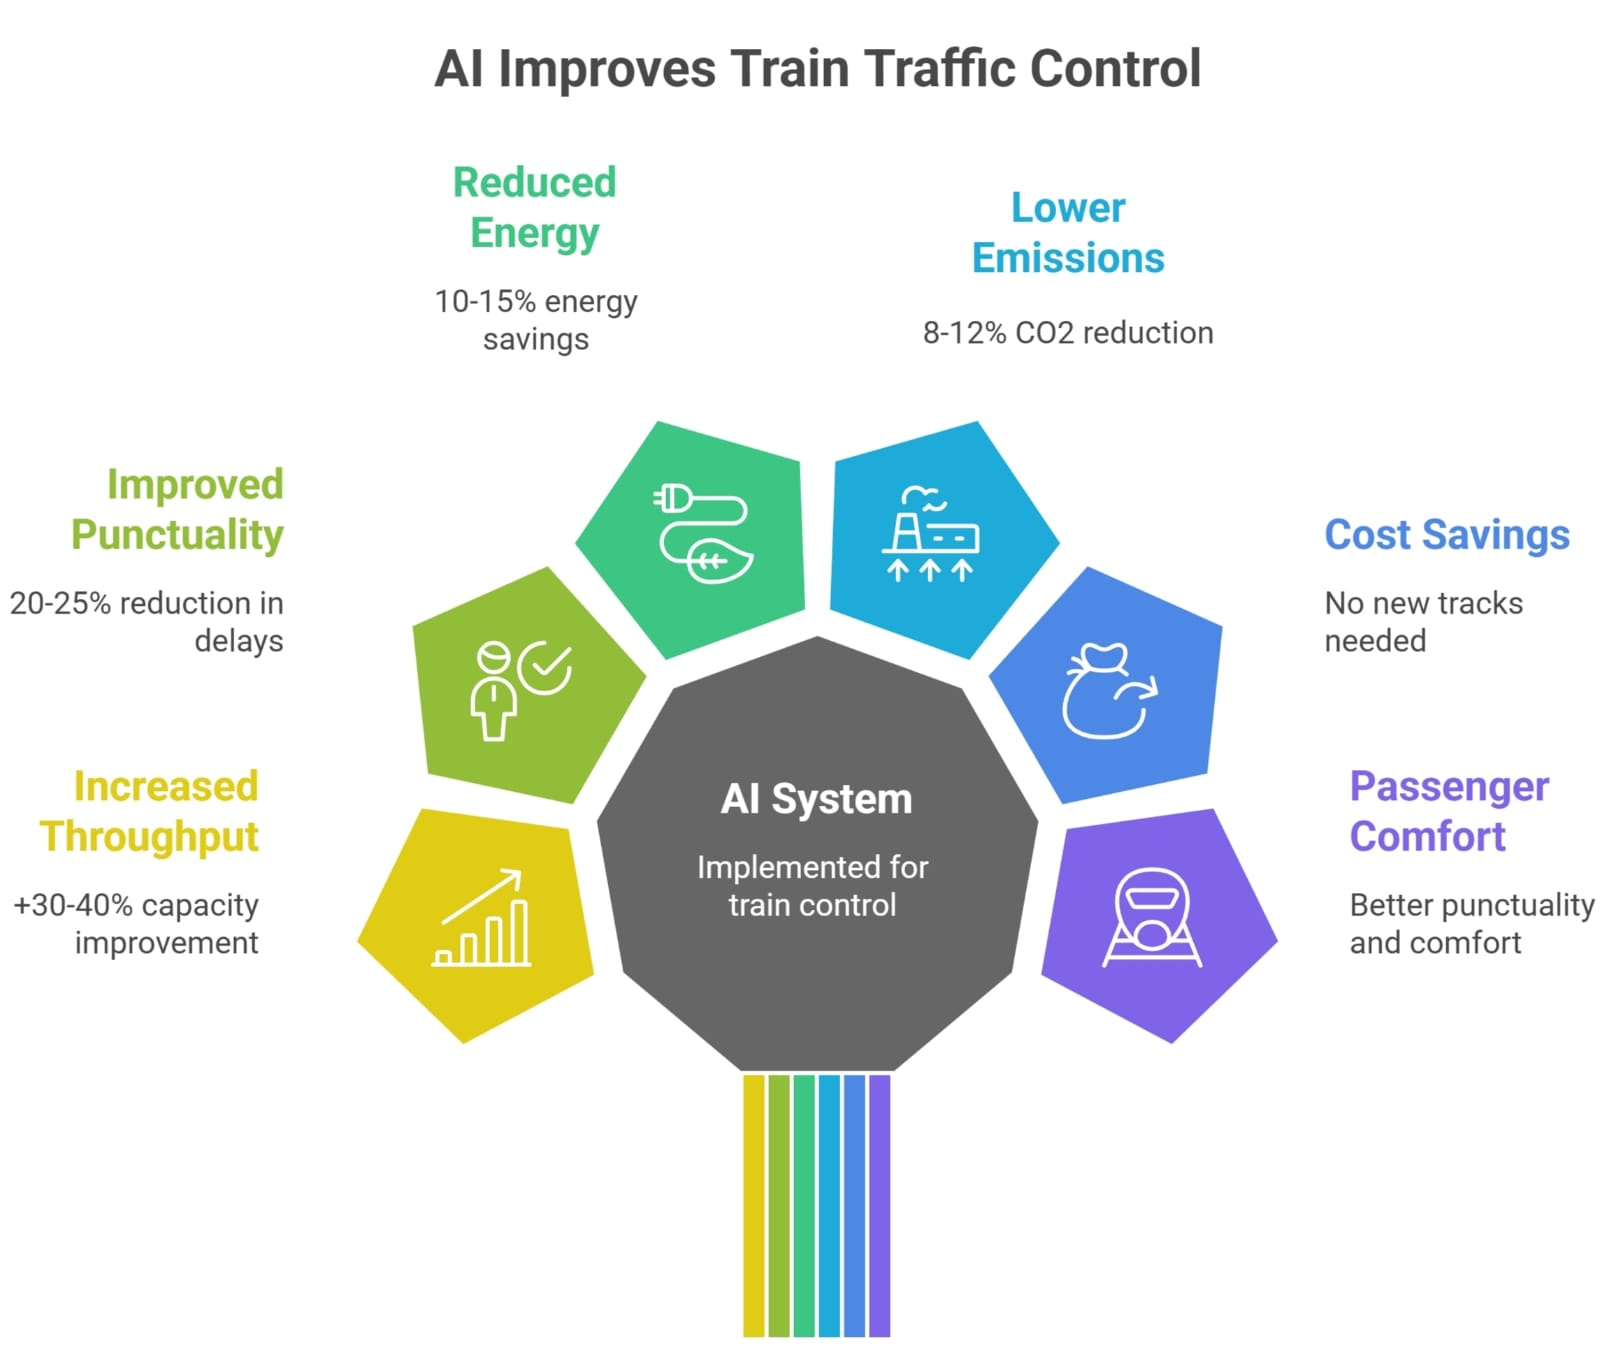 AI Improves Train Traffic Control
Reduced
Energy
10-15% energy
savings
Lower
Emissions
8-12% CO2 reduction
Improved
Punctuality
20-25% reduction in
delays
Cost Savings
No new tracks
needed
Increased
Throughput
+30-40% capacity
improvement
AI System
Implemented for
train control
Passenger
Comfort
Better punctuality
and comfort